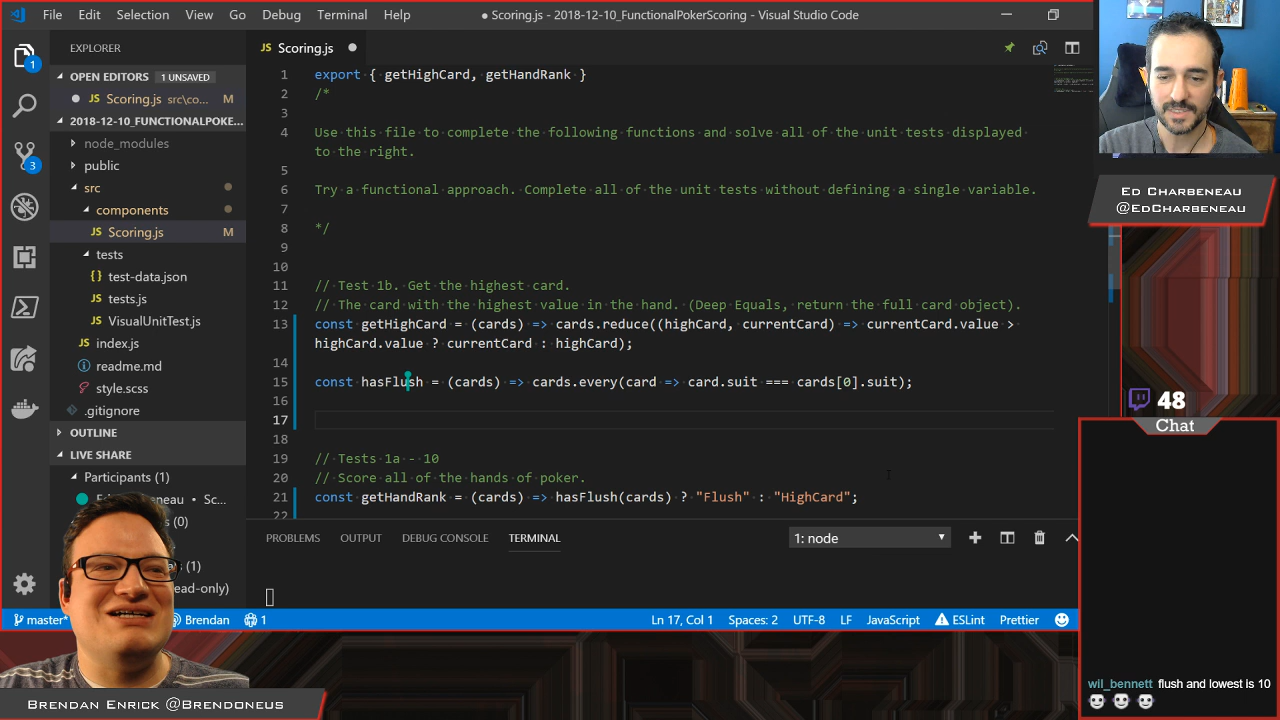 File Edit Selection View Go Debug Terminal Help
● Scoring.js - 2018-12-10_FunctionalPokerScoring - Visual Studio Code
EXPLORER
OPEN EDITORS 1 UNSAVED
● JS Scoring.js src\co... M
2018-12-10_FUNCTIONALPOKE...
node_modules
public
src
components
JS Scoring.js M
tests
{} test-data.json
JS tests.js
JS VisualUnitTest.js
JS index.js
readme.md
style.scss
.gitignore
OUTLINE
LIVE SHARE
Participants (1)
Sc...
(0)
(1)
1
3
JS Scoring.js ●
1 export { getHighCard, getHandRank }
2 /*
3
4 Use this file to complete the following functions and solve all of the unit tests displayed
to the right.
5
6 Try a functional approach. Complete all of the unit tests without defining a single variable.
7
8 */
9
10
11 // Test 1b. Get the highest card.
12 // The card with the highest value in the hand. (Deep Equals, return the full card object).
13 const getHighCard = (cards) => cards.reduce((highCard, currentCard) => currentCard.value >
highCard.value ? currentCard : highCard);
14
15 const hasFlush = (cards) => cards.every(card => card.suit === cards[0].suit);
16
17
18
19 // Tests 1a - 10
20 // Score all of the hands of poker.
21 const getHandRank = (cards) => hasFlush(cards) ? "Flush" : "HighCard";
22
PROBLEMS OUTPUT DEBUG CONSOLE TERMINAL
1: node
master* Brendan 1
Ln 17, Col 1 Spaces: 2 UTF-8 LF JavaScript ESLint Prettier
Ed Charbeneau
@EdCharbeneau
48
Chat
wil_bennett flush and lowest is 10
Brendan Enrick @Brendoneus